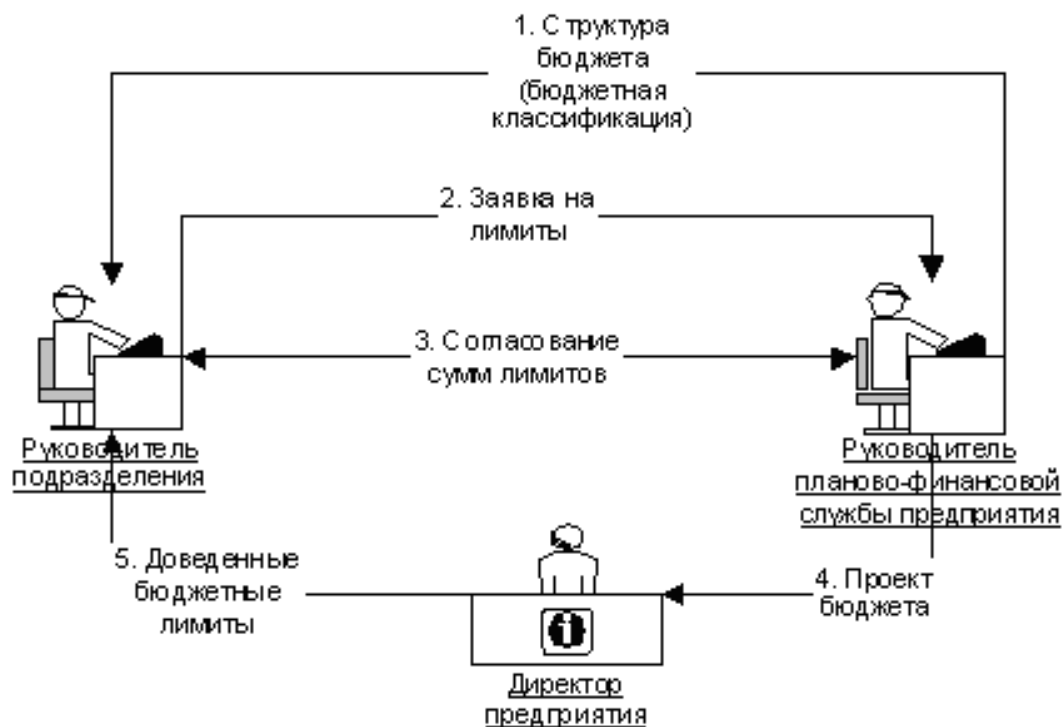 1. Структура
бюджета
(бюджетная
классификация)
2. Заявка на
лимиты
3. Согласование
сумм лимитов
Руководитель
подразделения
Руководитель
планово-финансовой
службы предприятия
5. Доведенные
бюджетные
лимиты
4. Проект
бюджета
Директор
предприятия